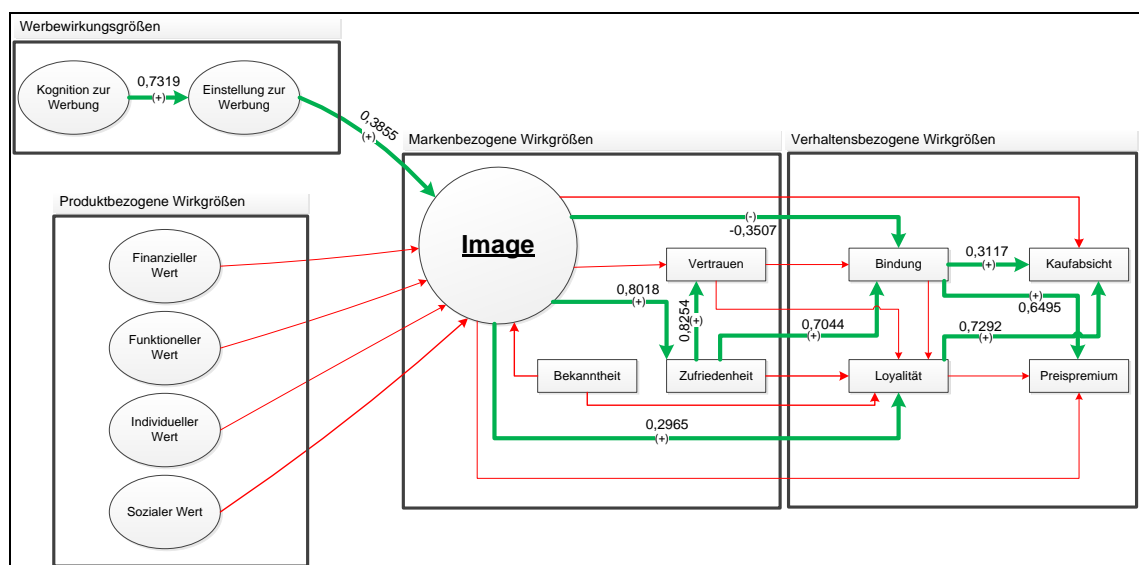 Werbewirkungsgrößen
Kognition zur
Werbung
0,7319
(+)
Einstellung zur
Werbung
0,3855
(+)
Produktbezogene Wirkgrößen
Finanzieller
Wert
Funktioneller
Wert
Individueller
Wert
Sozialer Wert
Markenbezogene Wirkgrößen
Image
Vertrauen
0,8018
(+)
0,8254
(+)
Bekanntheit
Zufriedenheit
0,2965
(+)
Verhaltensbezogene Wirkgrößen
(-)
-0,3507
Bindung
0,3117
(+)
Kaufabsicht
(+)
0,6495
0,7044
(+)
0,7292
(+)
Loyalität
Preispremium